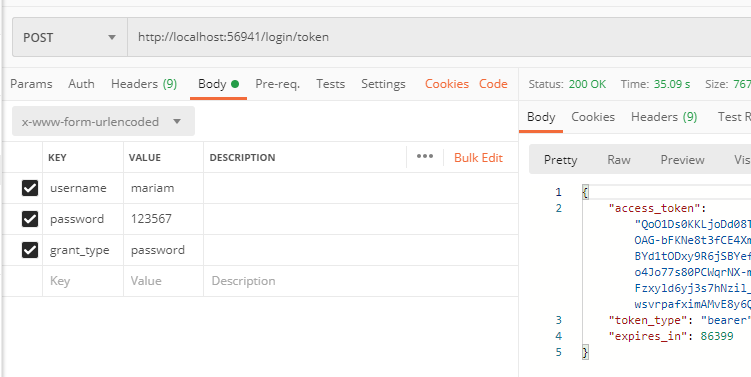 POST
http://localhost:56941/login/token
Params Auth Headers (9) Body Pre-req. Tests Settings Cookies Code
x-www-form-urlencoded
KEY VALUE DESCRIPTION ••• Bulk Edit
username mariam
password 123567
grant_type password
Key Value Description
Status: 200 OK Time: 35.09 s Size: 767
Body Cookies Headers (9) Test R
Pretty Raw Preview Vis
1 {
2 "access_token":
"QoO1Ds0KKLjoDd08T
OAG-bFKNe8t3fCE4Xm
BYd1tODxy9R6jSBYef
o4Jo77s80PCWqrNX-m
Fzxyld6yj3s7hNzil_
wsvrpafximAMvE8y6Q
3 "token_type": "bearer"
4 "expires_in": 86399
5 }